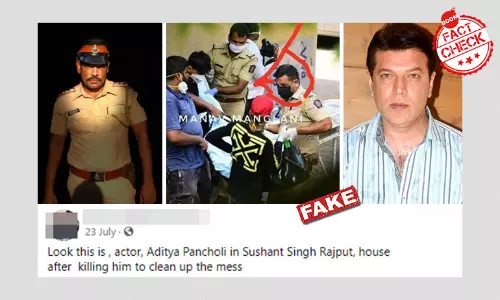 BOOM
FACT
CHECK
MANAV MANGLANI
FAKE
23 July ·
Look this is , actor, Aditya Pancholi in Sushant Singh Rajput, house
after killing him to clean up the mess